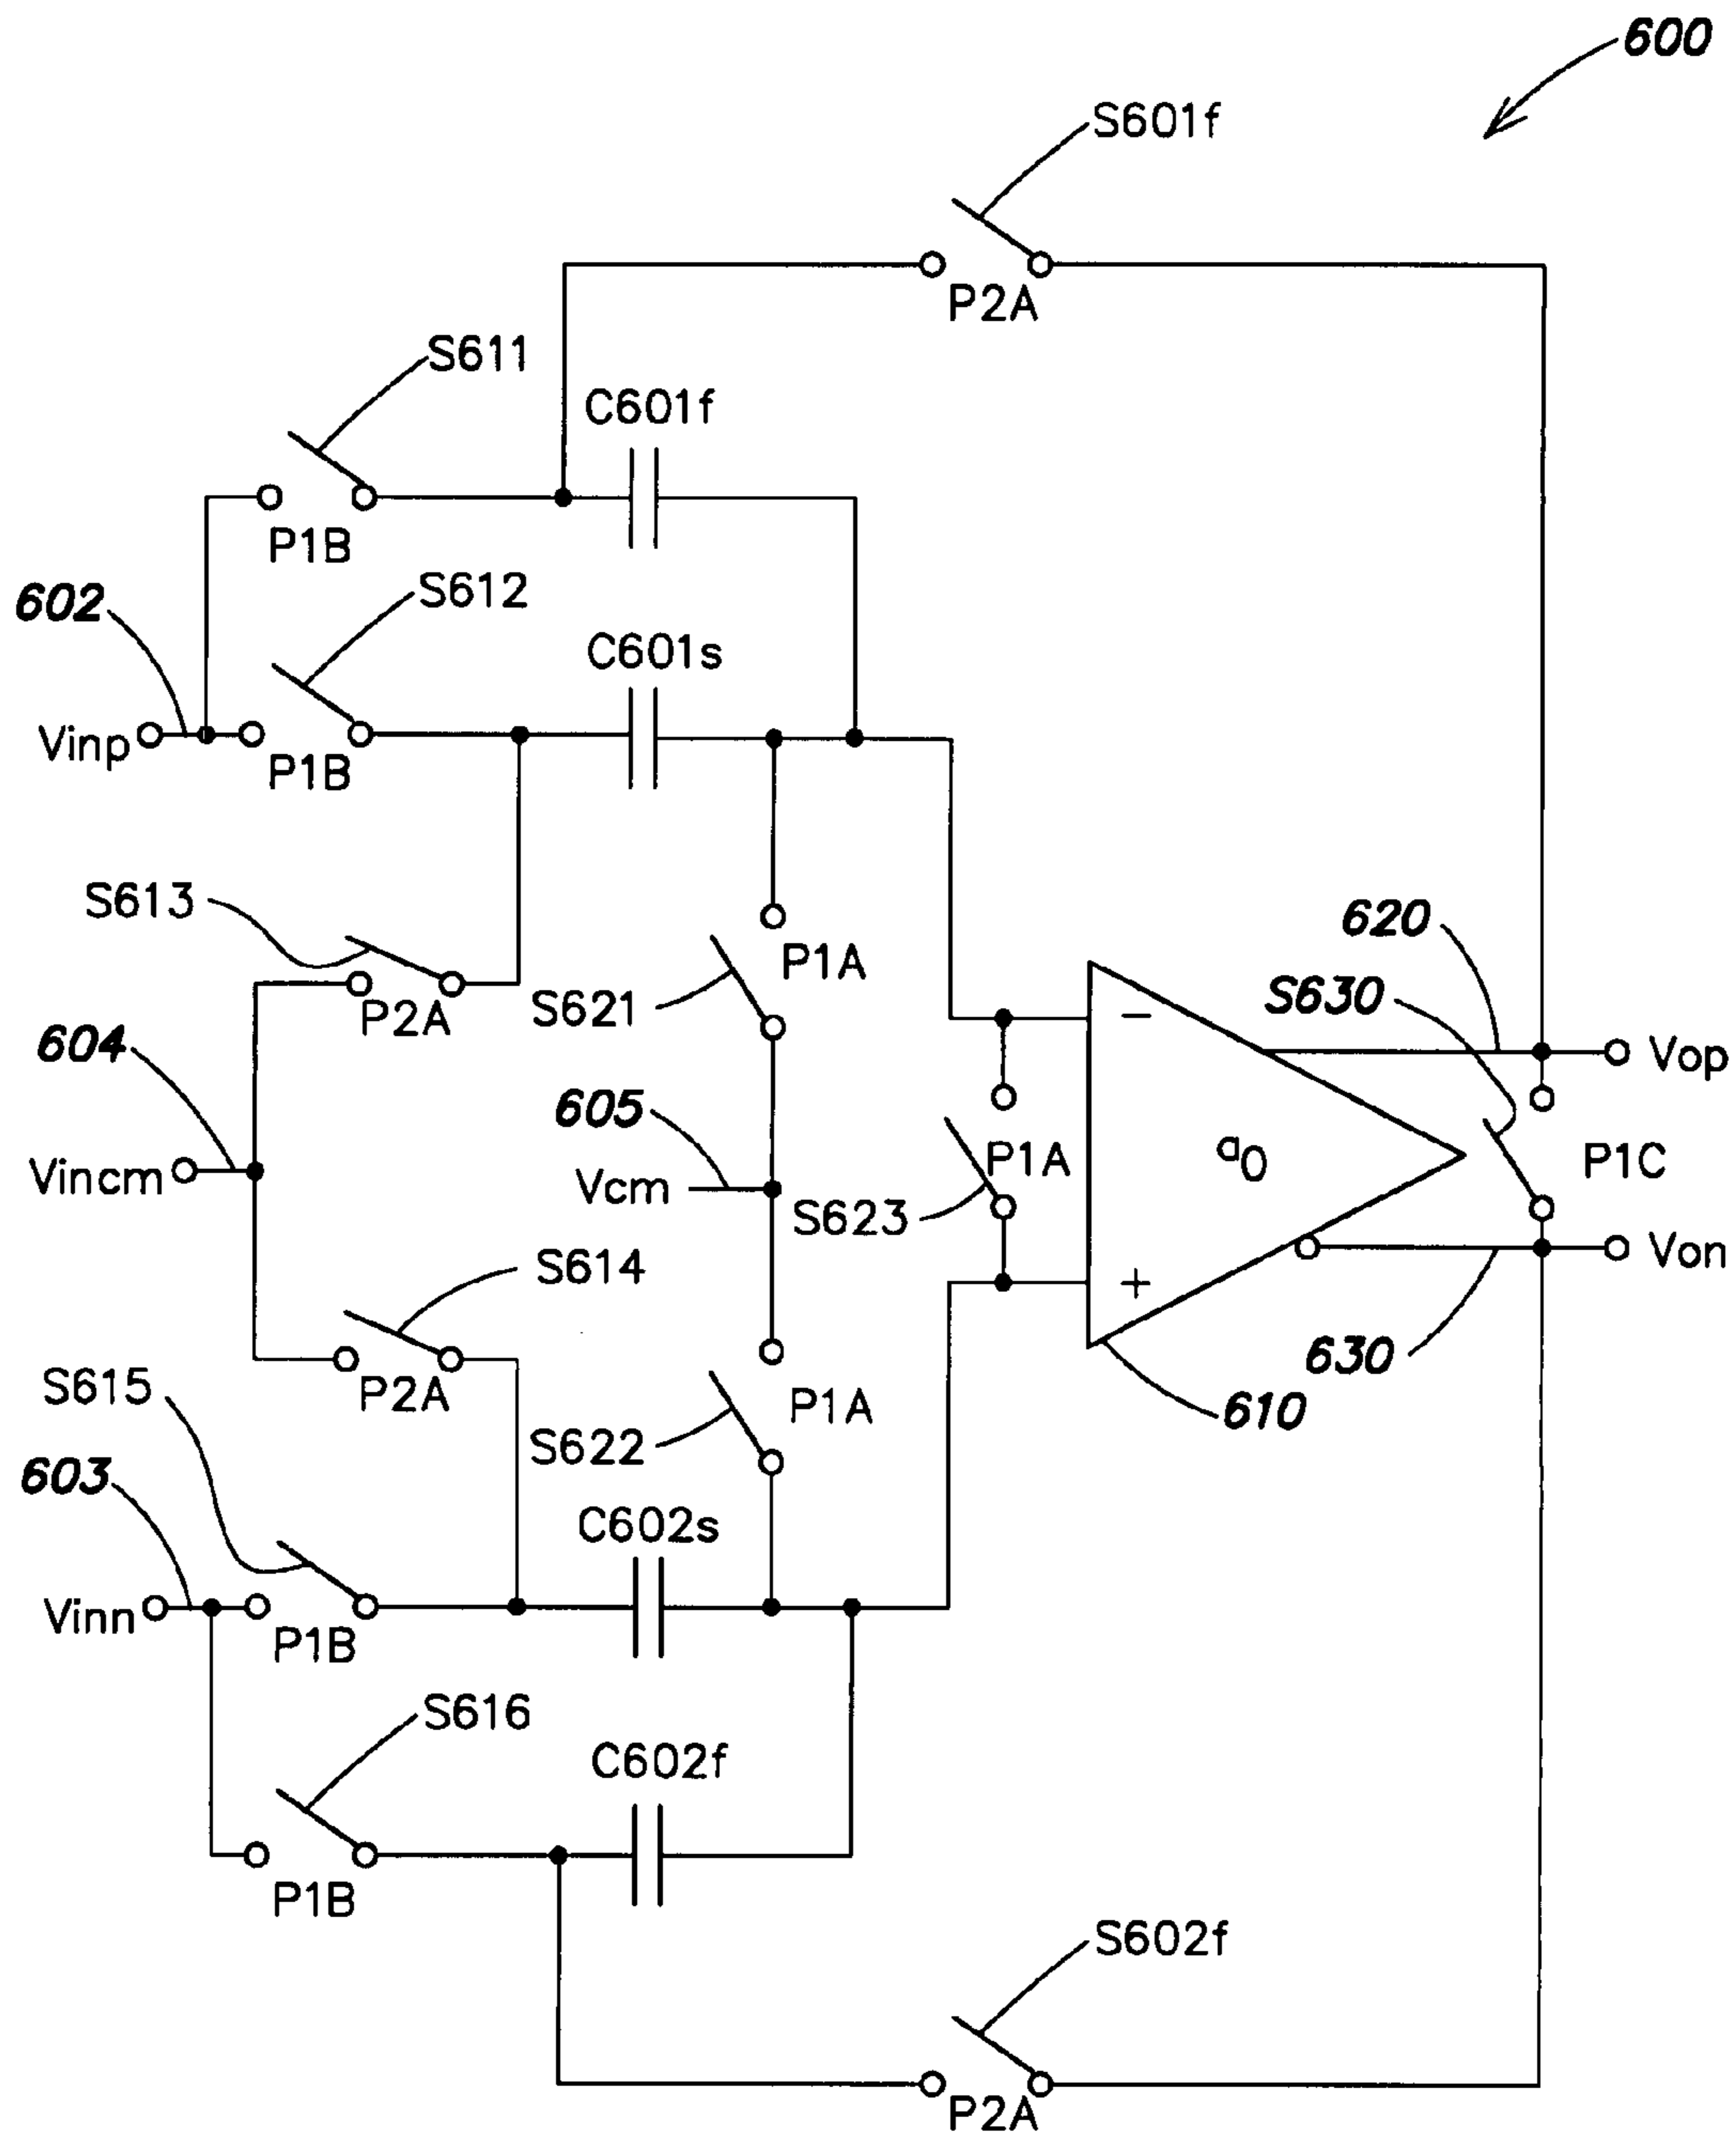 600
S601f
P2A
S611
C601f
P1B
602
S612
C601s
Vinp
P1B
S613
P2A
P1A
S621
620
S630
604
605
Vop
Vincm
Vcm
P1A
S623
−
a0
+
P1C
Von
S614
P2A
S615
P1A
S622
630
610
603
C602s
Vinn
P1B
S616
C602f
P1B
S602f
P2A